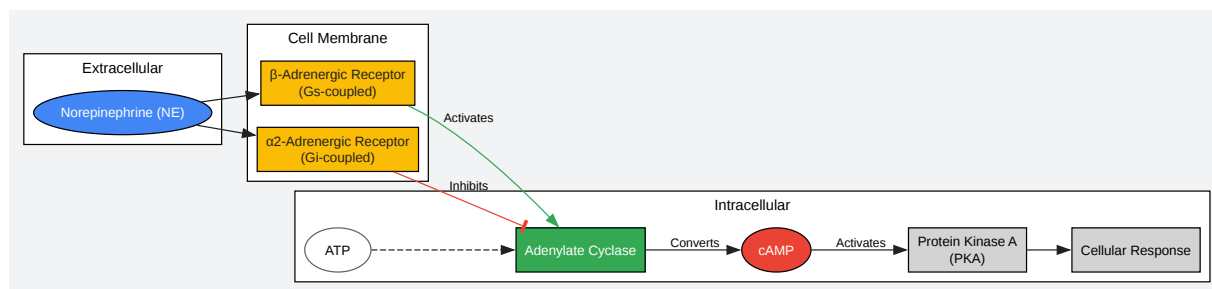 Extracellular
Norepinephrine (NE)
Cell Membrane
β-Adrenergic Receptor
(Gs-coupled)
α2-Adrenergic Receptor
(Gi-coupled)
Activates
Inhibits
Intracellular
ATP
Adenylate Cyclase
Converts
cAMP
Activates
Protein Kinase A
(PKA)
Cellular Response